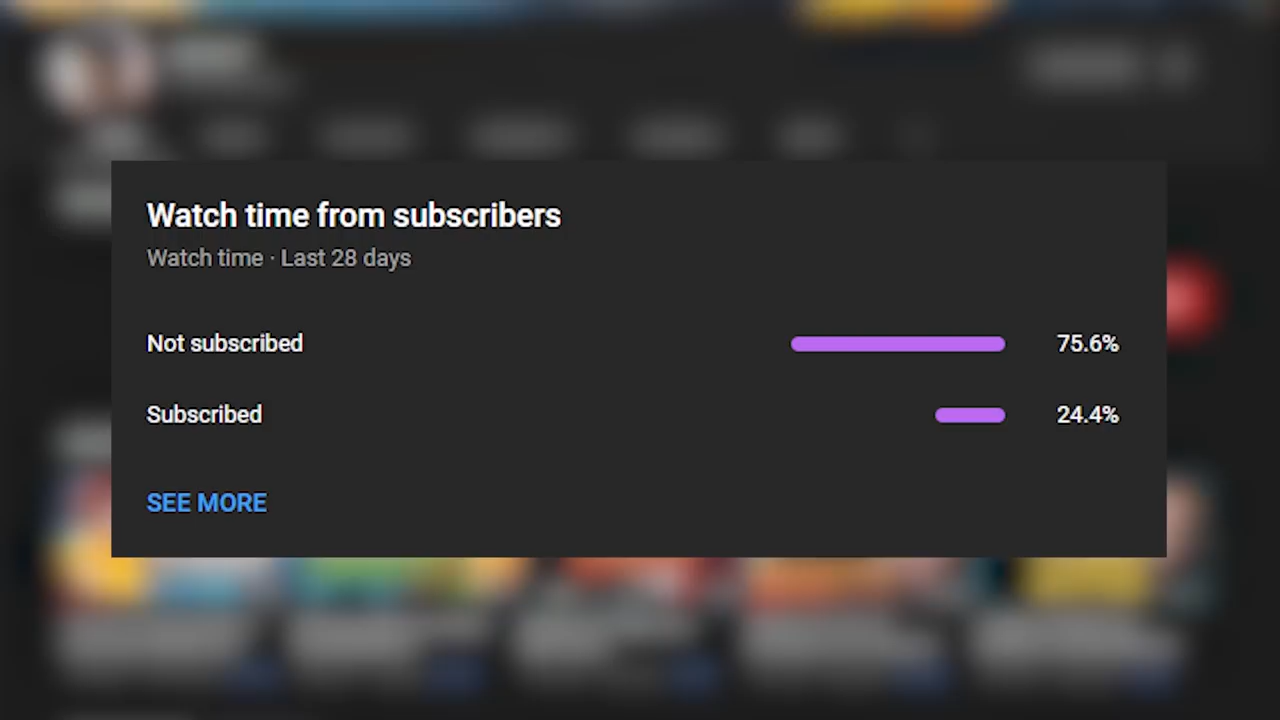 Watch time from subscribers
Watch time · Last 28 days
Not subscribed 75.6%
Subscribed 24.4%
SEE MORE